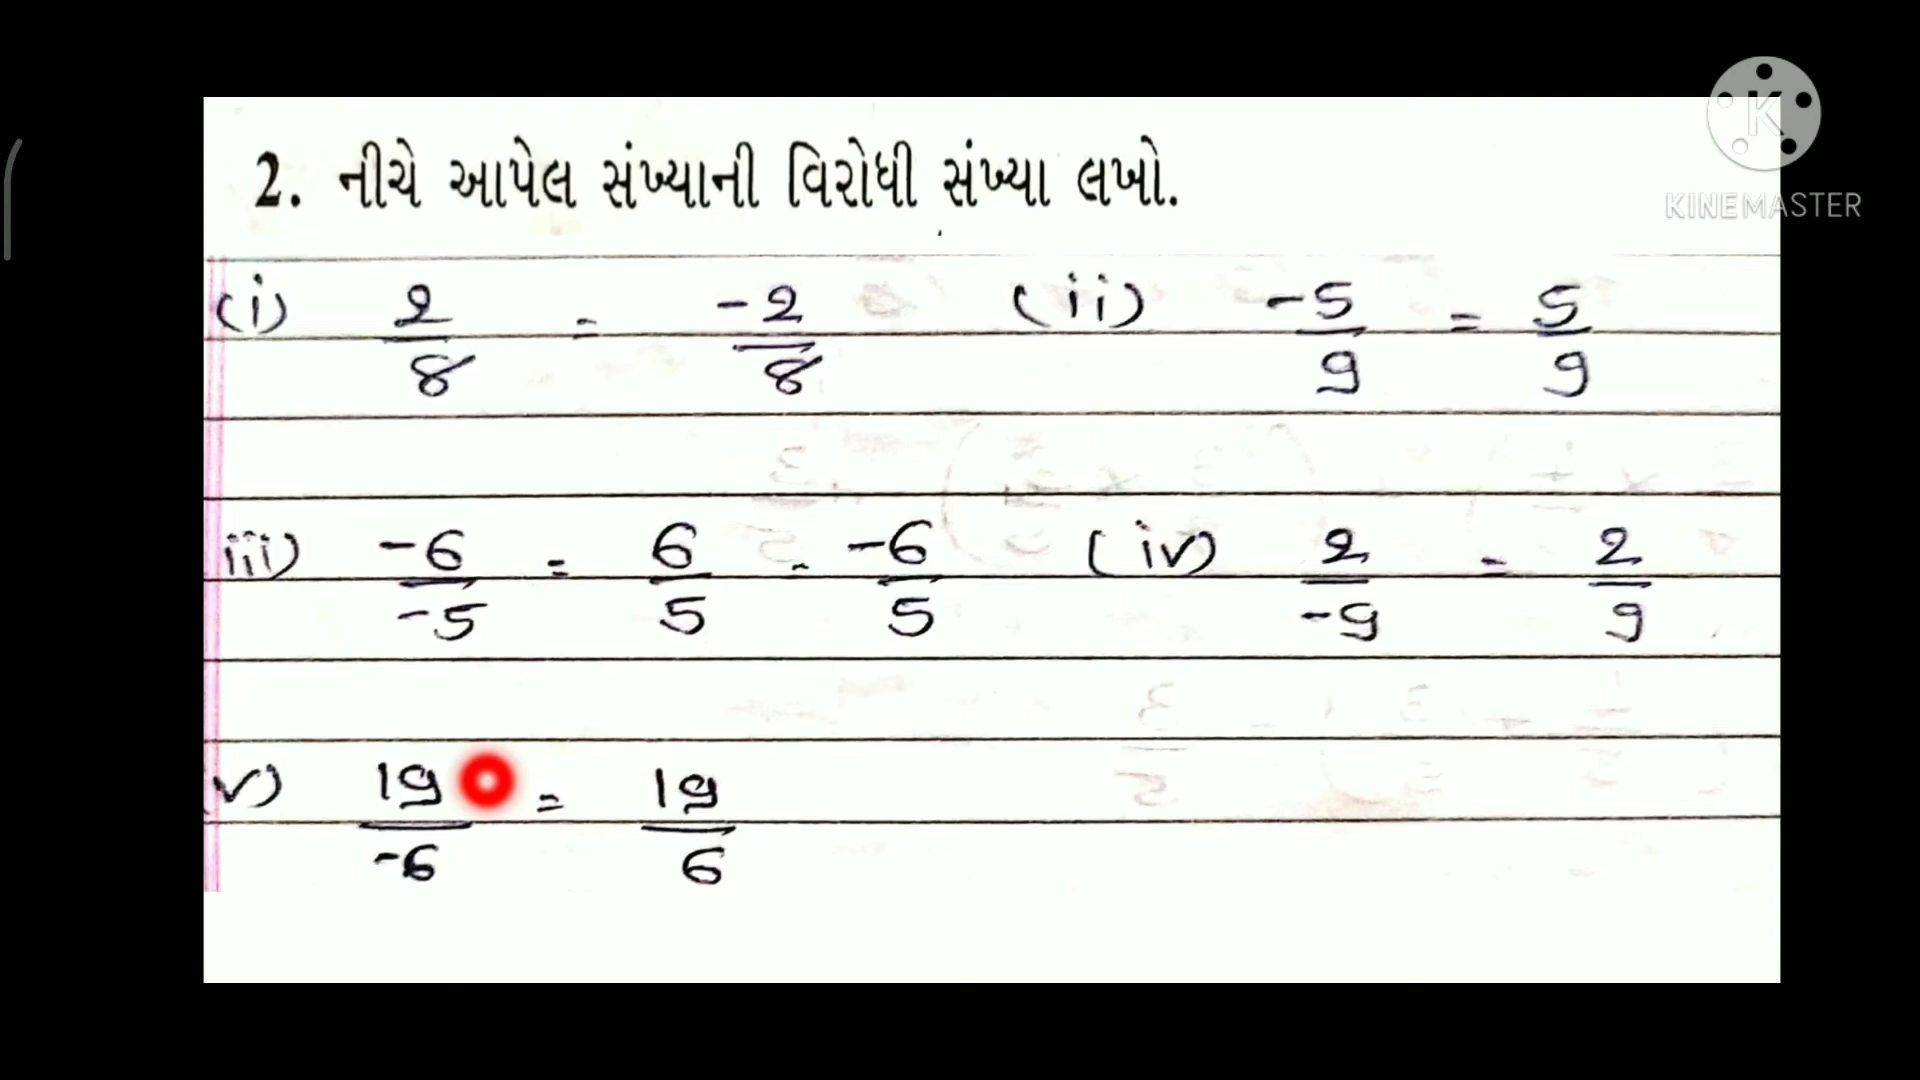 KINEMASTER
2. નીચે આપેલ સંખ્યાની વિરોધી સંખ્યા લખો.
(i) 2/8 = -2/8 (ii) -5/9 = 5/9
iii) -6/-5 = 6/5 = -6/5 (iv) 2/-9 = 2/9
v) 19/-6 = 19/6